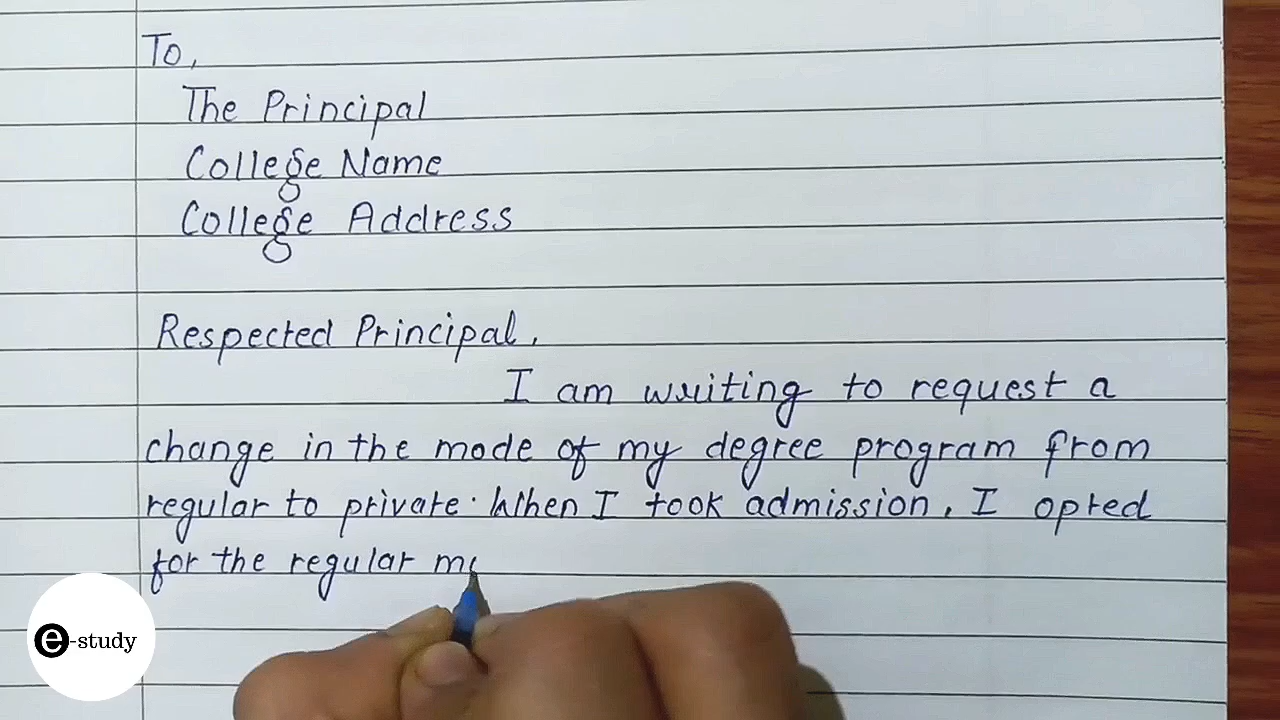 To,
The Principal
College Name
College Address
Respected Principal,
I am writing to request a
change in the mode of my degree program from
regular to private. When I took admission, I opted
for the regular
e-study